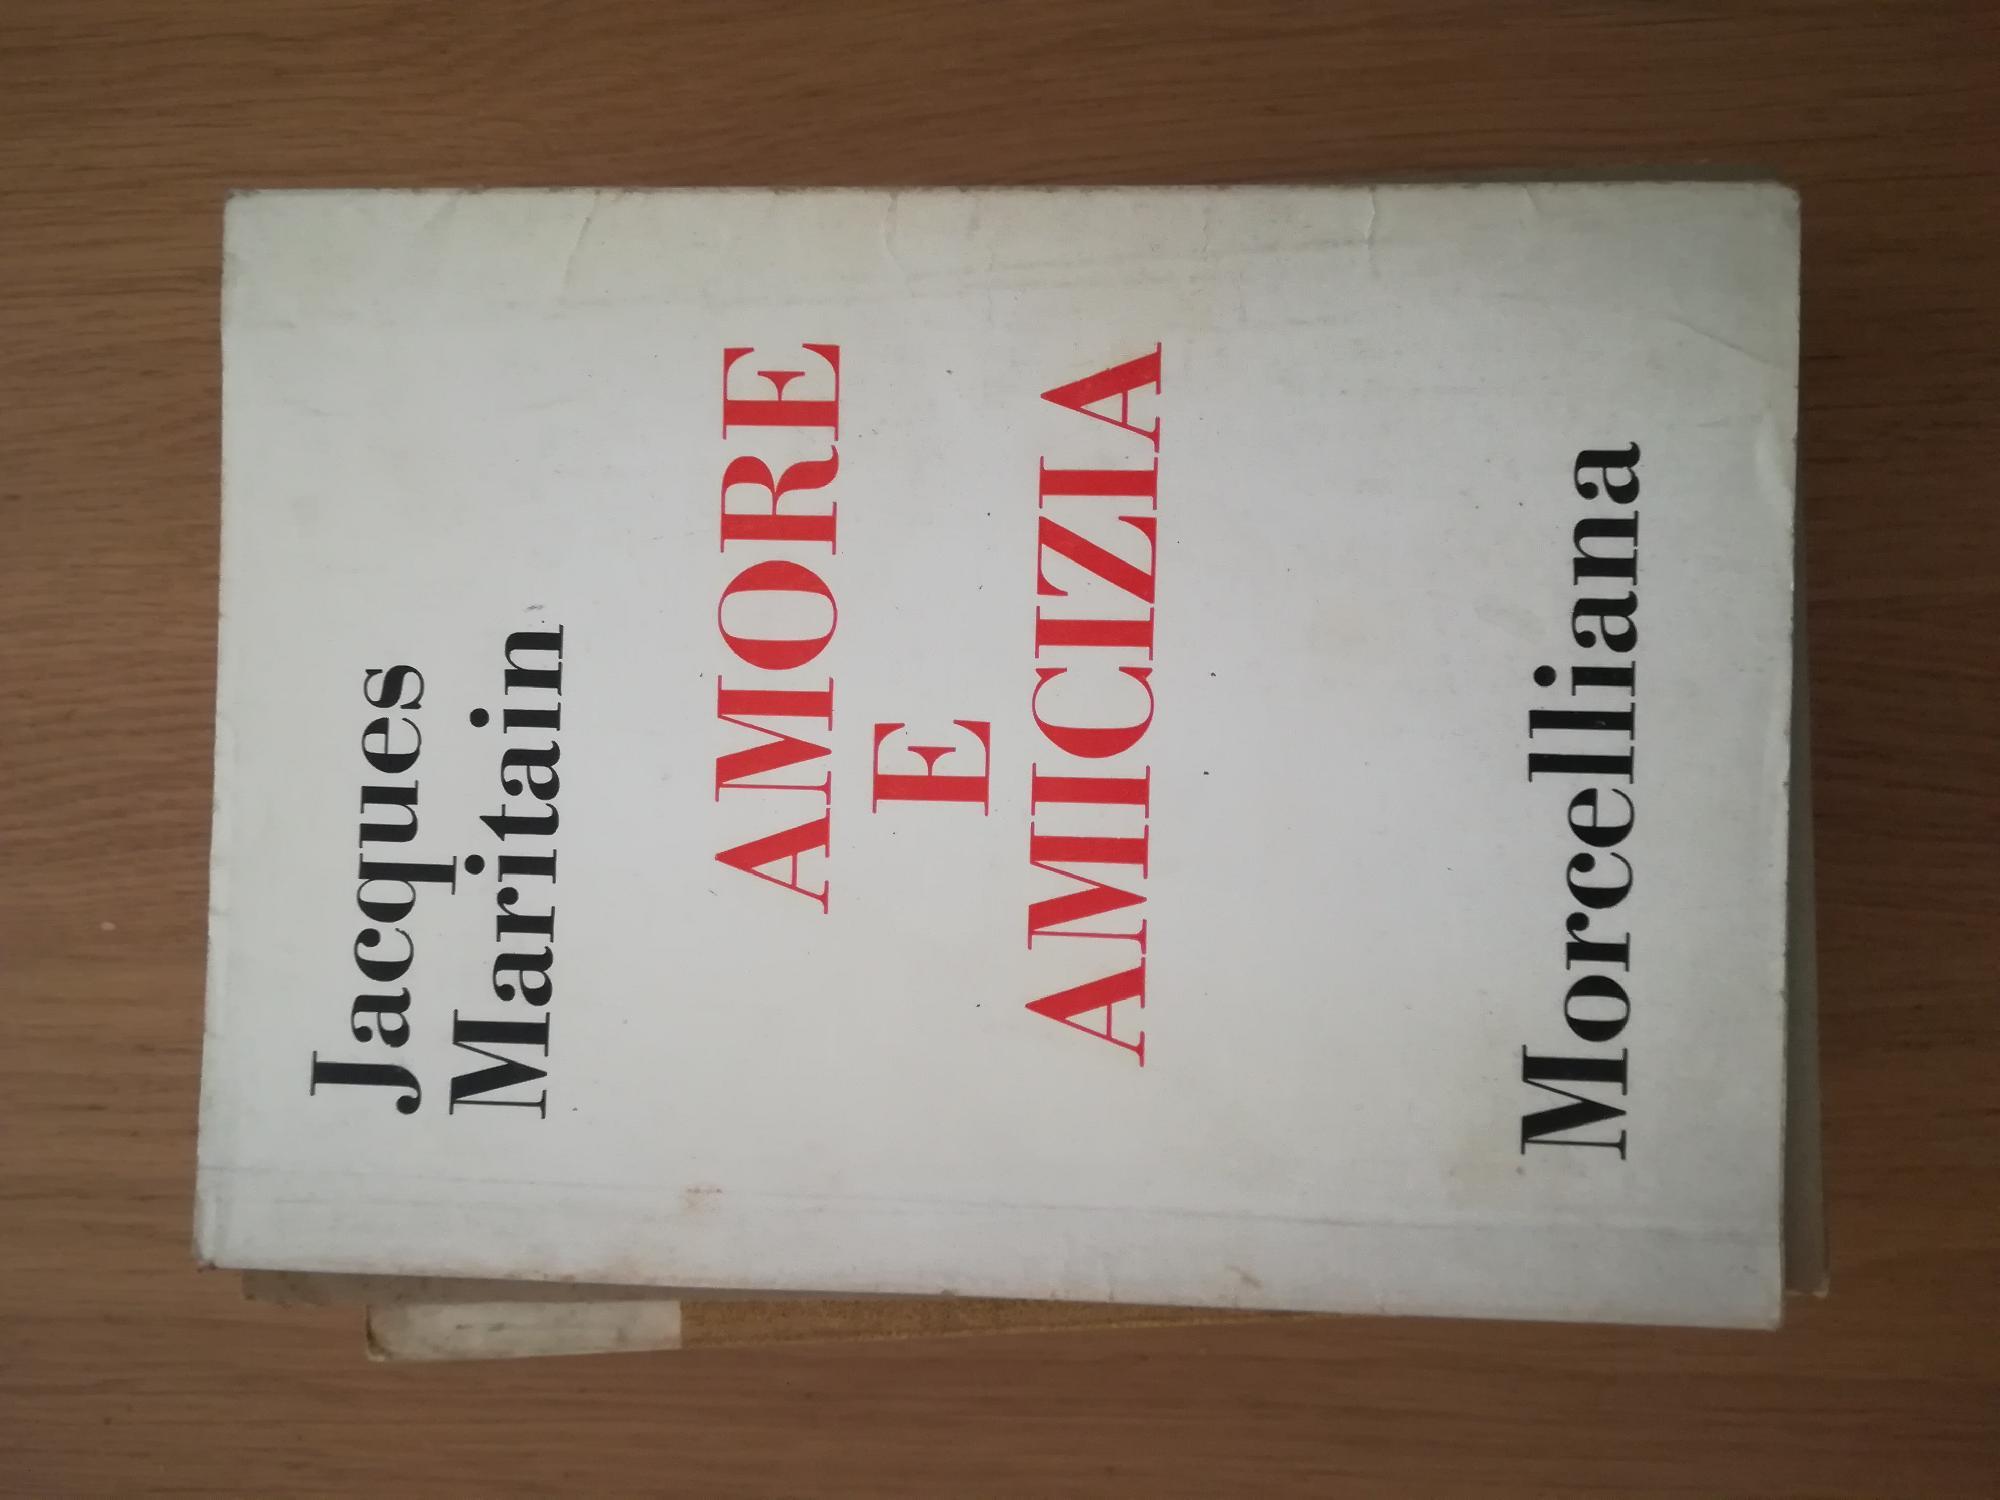 Jacques
Maritain
AMORE
E
AMICIZIA
Morcelliana